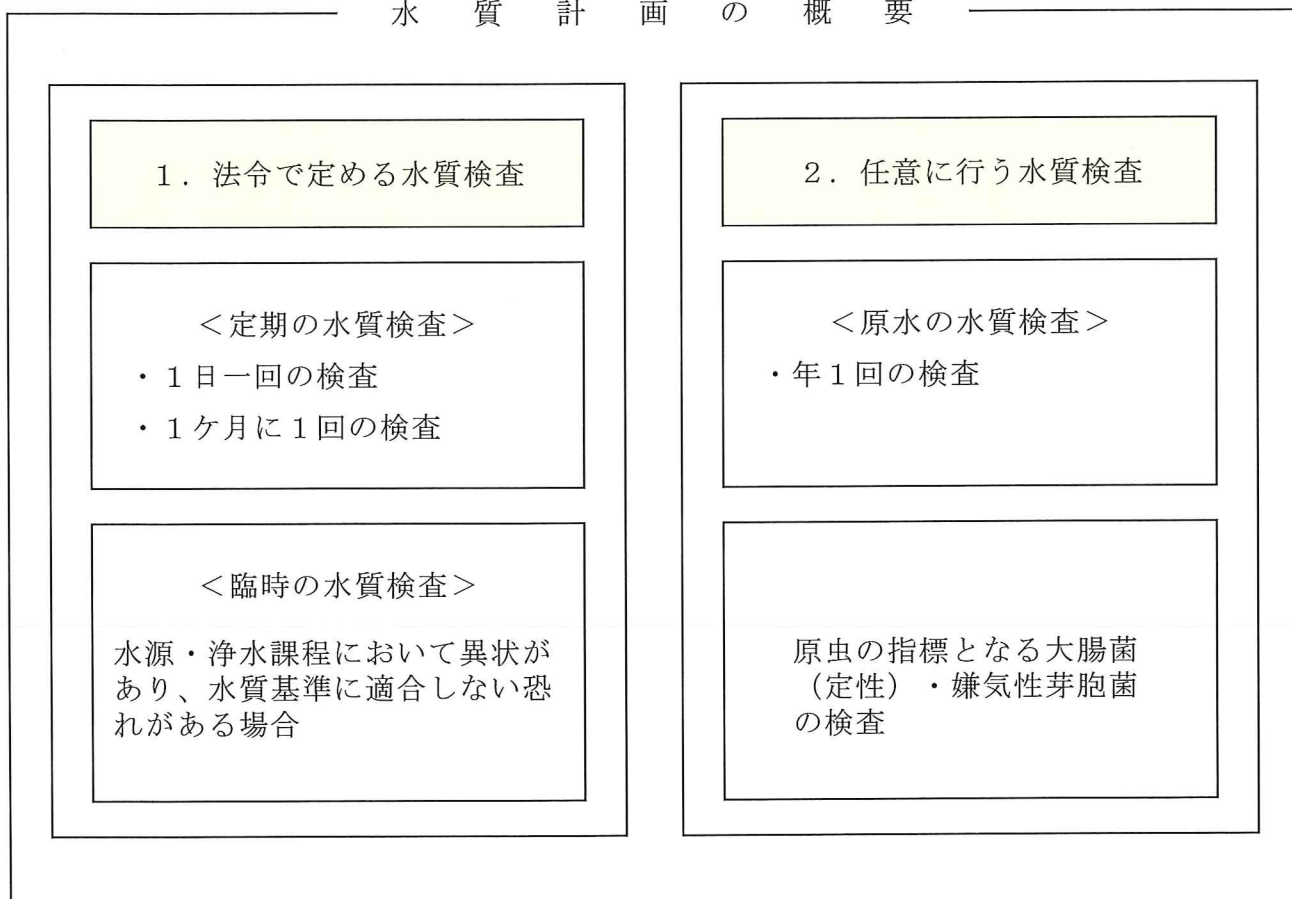 水質計画の概要
1．法令で定める水質検査
＜定期の水質検査＞
・１日一回の検査
・１ケ月に１回の検査
＜臨時の水質検査＞
水源・浄水課程において異状が
あり、水質基準に適合しない恐
れがある場合
2．任意に行う水質検査
＜原水の水質検査＞
・年１回の検査
原虫の指標となる大腸菌
（定性）・嫌気性芽胞菌
の検査